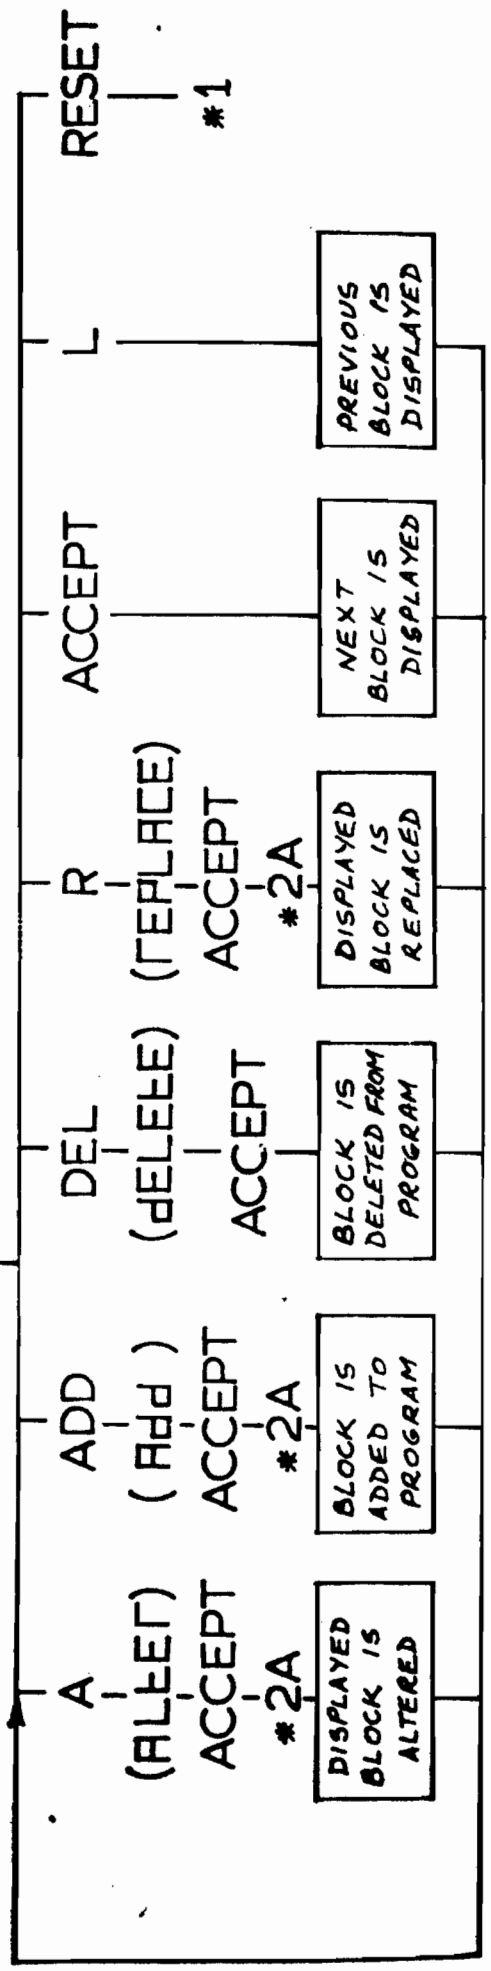 A
(ALtEr)
ACCEPT
*2A
DISPLAYED
BLOCK IS
ALTERED
ADD
(Add)
ACCEPT
*2A
BLOCK IS
ADDED TO
PROGRAM
DEL
(dELEtE)
ACCEPT
BLOCK IS
DELETED FROM
PROGRAM
R
(rEPLACE)
ACCEPT
*2A
DISPLAYED
BLOCK IS
REPLACED
ACCEPT
NEXT
BLOCK IS
DISPLAYED
L
PREVIOUS
BLOCK IS
DISPLAYED
RESET
*1